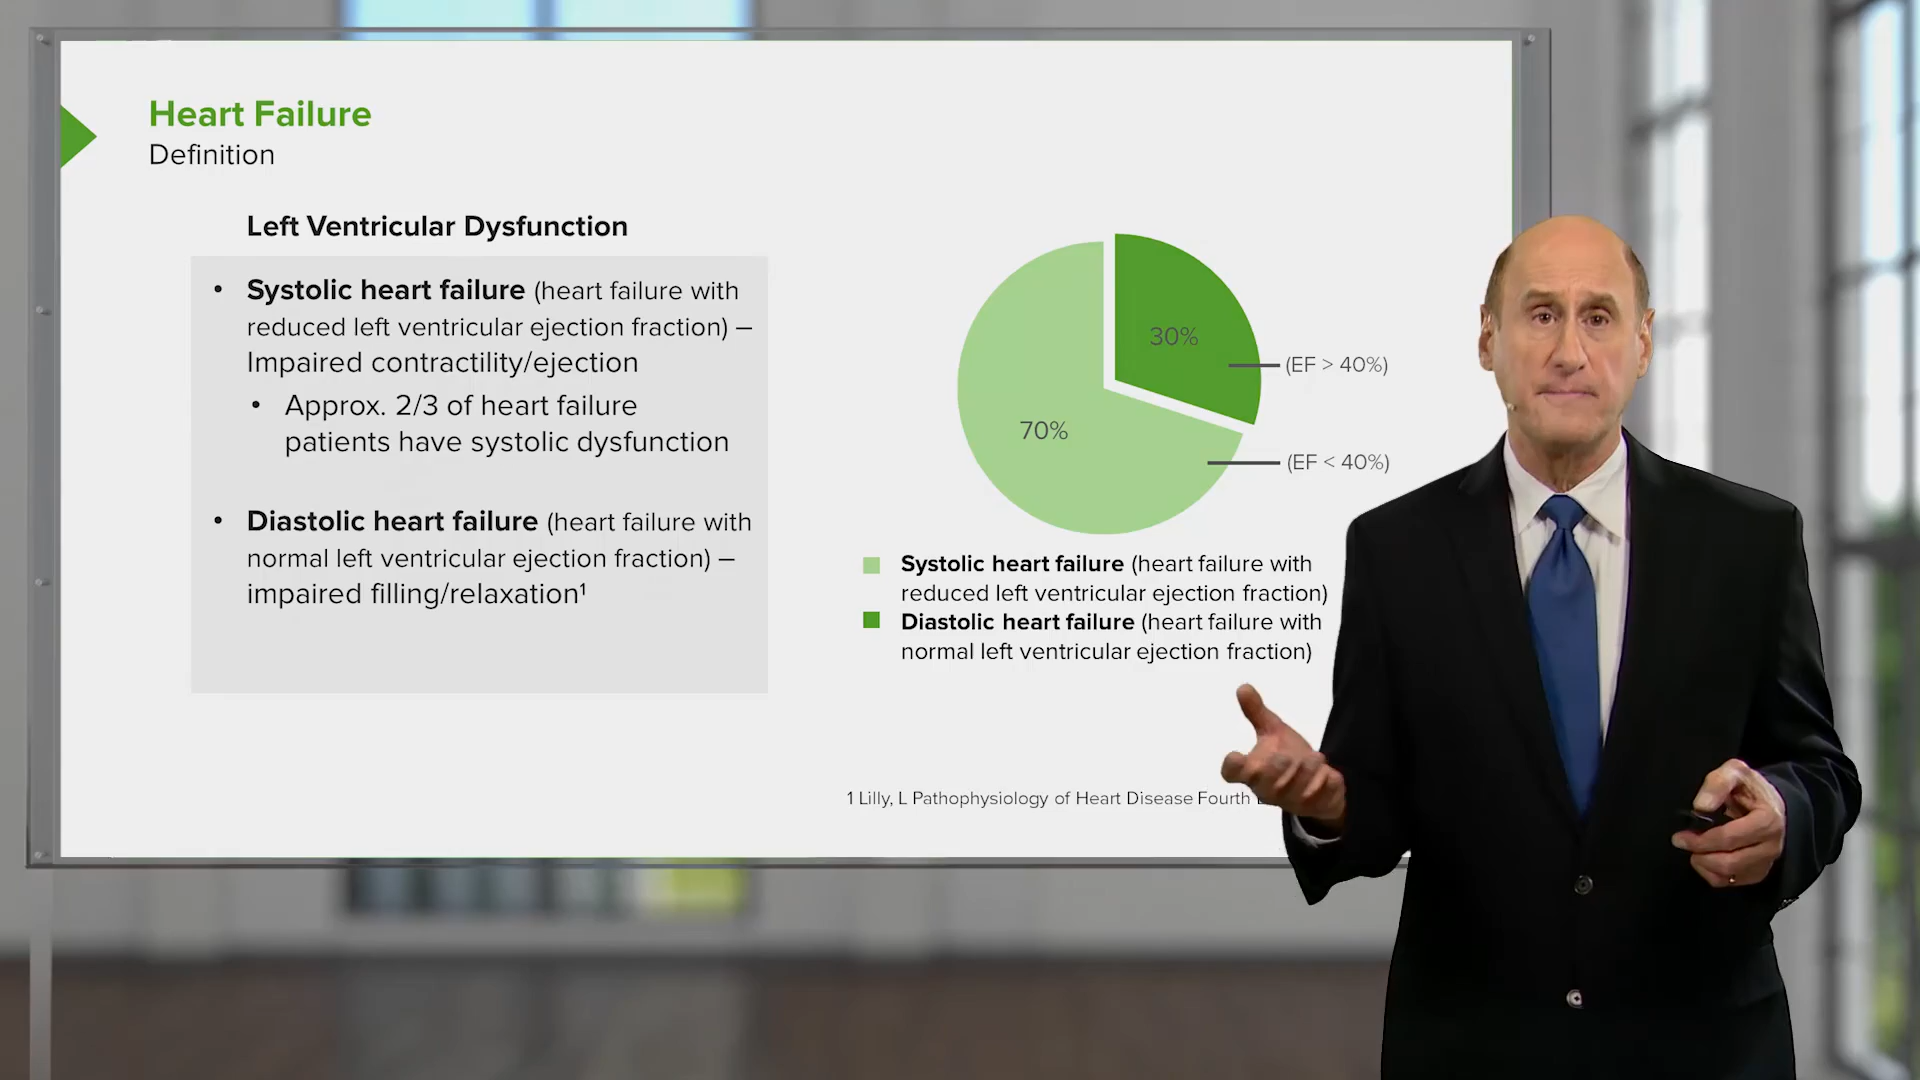 Heart Failure
Definition
Left Ventricular Dysfunction
• Systolic heart failure (heart failure with
reduced left ventricular ejection fraction) –
Impaired contractility/ejection
• Approx. 2/3 of heart failure
patients have systolic dysfunction
• Diastolic heart failure (heart failure with
normal left ventricular ejection fraction) –
impaired filling/relaxation¹
30%
(EF > 40%)
70%
(EF < 40%)
Systolic heart failure (heart failure with
reduced left ventricular ejection fraction)
Diastolic heart failure (heart failure with
normal left ventricular ejection fraction)
1 Lilly, L Pathophysiology of Heart Disease Fourth